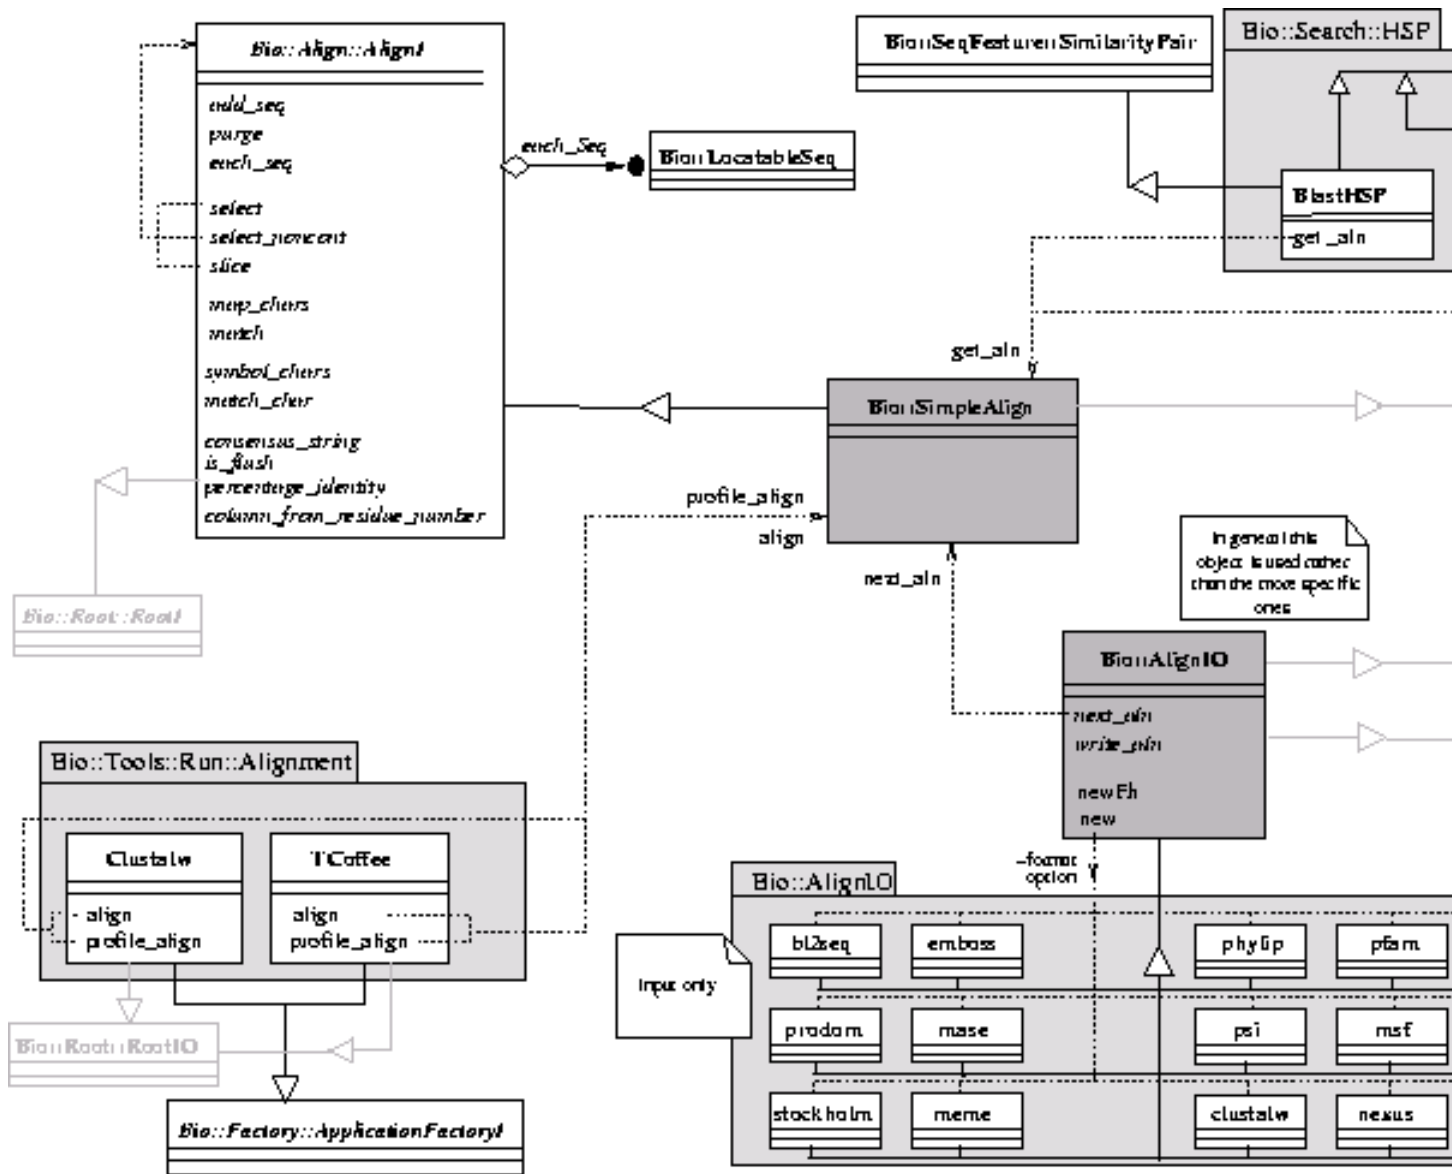 Bio::Align::AlignI
add_seq
purge
each_seq
select
select_noncont
slice
map_chars
match
symbol_chars
match_char
consensus_string
is_flush
percentage_identity
column_from_residue_number
each_Seq
Bio::LocatableSeq
Bio::SeqFeature::SimilarityPair
Bio::Search::HSP
BlastHSP
get_aln
get_aln
Bio::SimpleAlign
profile_align
align
next_aln
Bio::Root::RootI
In general this
object is used rather
than the more specific
ones
Bio::AlignIO
next_aln
write_aln
newFh
new
-format
option
Bio::Tools::Run::Alignment
Clustalw
align
profile_align
TCoffee
align
profile_align
Bio::Root::RootIO
Bio::Factory::ApplicationFactoryI
Input only
Bio::AlignIO
bl2seq
emboss
phylip
pfam
prodom
mase
psi
msf
stockholm
meme
clustalw
nexus